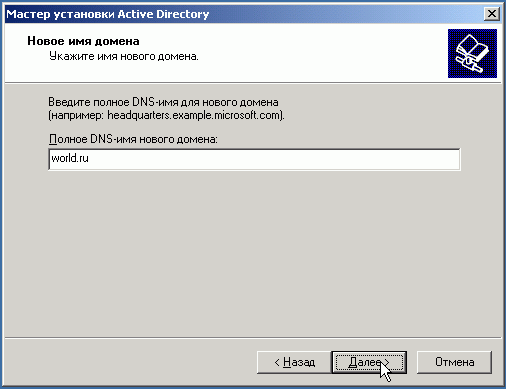 Мастер установки Active Directory
Новое имя домена
Укажите имя нового домена.
Введите полное DNS-имя для нового домена
(например: headquarters.example.microsoft.com).
Полное DNS-имя нового домена:
world.ru
< Назад
Далее >
Отмена